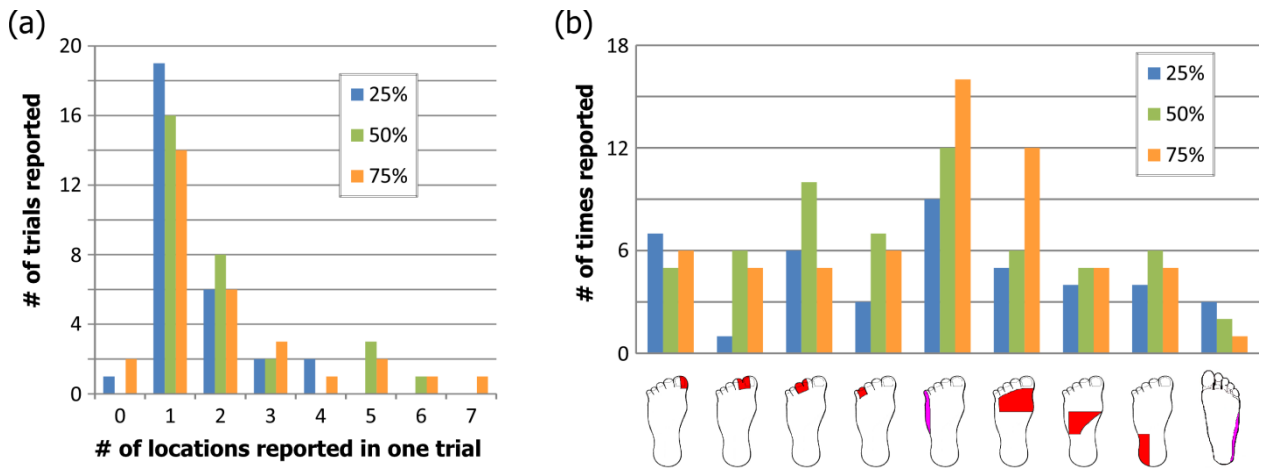 (a)
# of trials reported
20
16
12
8
4
0
25%
50%
75%
0 1 2 3 4 5 6 7
# of locations reported in one trial
(b)
# of times reported
18
12
6
0
25%
50%
75%